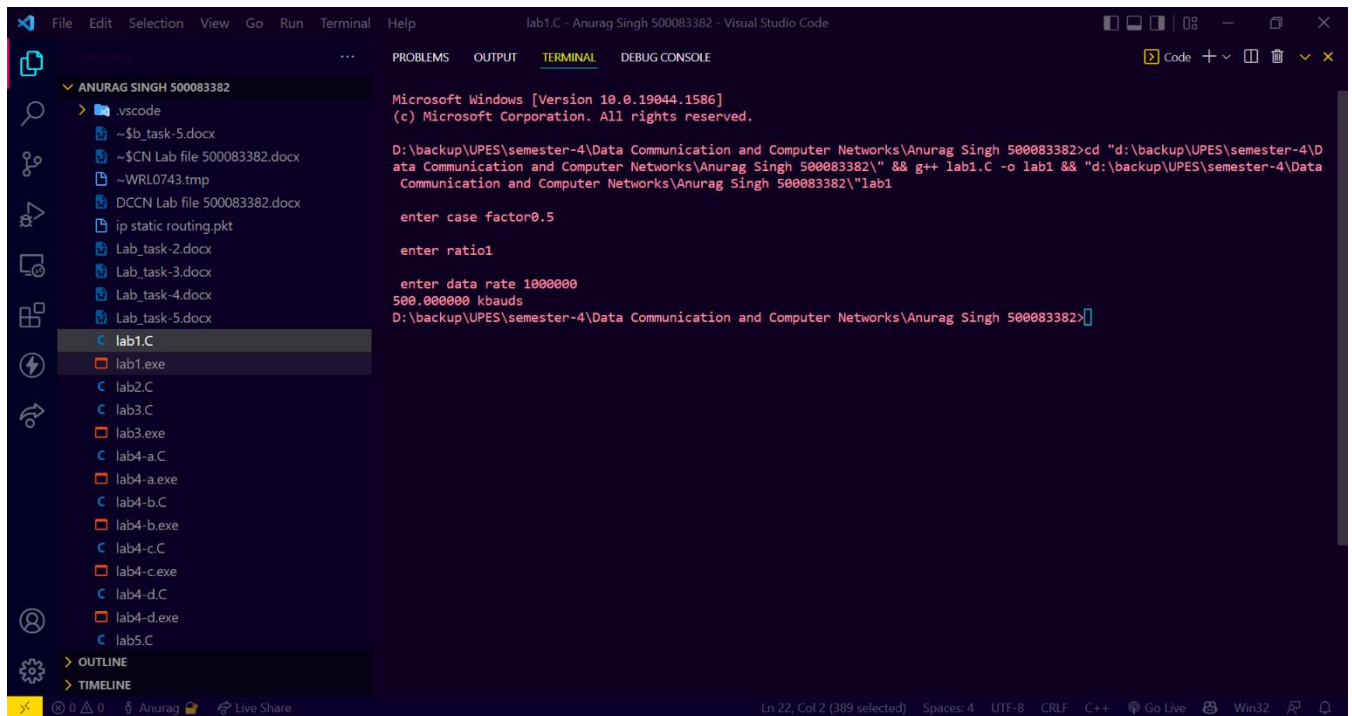 File Edit Selection View Go Run Terminal Help
lab1.C - Anurag Singh 500083382 - Visual Studio Code
PROBLEMS OUTPUT TERMINAL DEBUG CONSOLE
Code
ANURAG SINGH 500083382
.vscode
~$b_task-5.docx
~$CN Lab file 500083382.docx
~WRL0743.tmp
DCCN Lab file 500083382.docx
ip static routing.pkt
Lab_task-2.docx
Lab_task-3.docx
Lab_task-4.docx
Lab_task-5.docx
C lab1.C
lab1.exe
C lab2.C
C lab3.C
lab3.exe
C lab4-a.C
lab4-a.exe
C lab4-b.C
lab4-b.exe
C lab4-c.C
lab4-c.exe
C lab4-d.C
lab4-d.exe
C lab5.C
OUTLINE
TIMELINE
Microsoft Windows [Version 10.0.19044.1586]
(c) Microsoft Corporation. All rights reserved.
D:\backup\UPES\semester-4\Data Communication and Computer Networks\Anurag Singh 500083382>cd "d:\backup\UPES\semester-4\D
ata Communication and Computer Networks\Anurag Singh 500083382\" && g++ lab1.C -o lab1 && "d:\backup\UPES\semester-4\Data
Communication and Computer Networks\Anurag Singh 500083382\"lab1
enter case factor0.5
enter ratio1
enter data rate 1000000
500.000000 kbauds
D:\backup\UPES\semester-4\Data Communication and Computer Networks\Anurag Singh 500083382>
0 0 Anurag Live Share
Ln 22, Col 2 (389 selected) Spaces: 4 UTF-8 CRLF C++ Go Live Win32